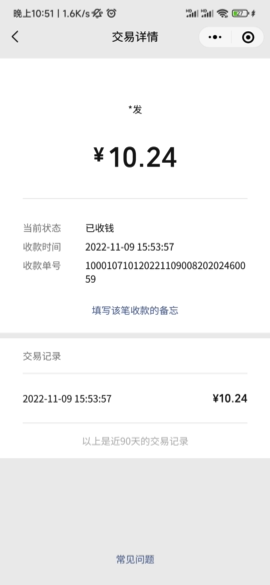 晚上10:51 | 1.6K/s
交易详情
*发
¥10.24
当前状态 已收钱
收款时间 2022-11-09 15:53:57
收款单号 100010710120221109008202024600
59
填写该笔收款的备忘
交易记录
2022-11-09 15:53:57 ¥10.24
以上是近90天的交易记录
常见问题